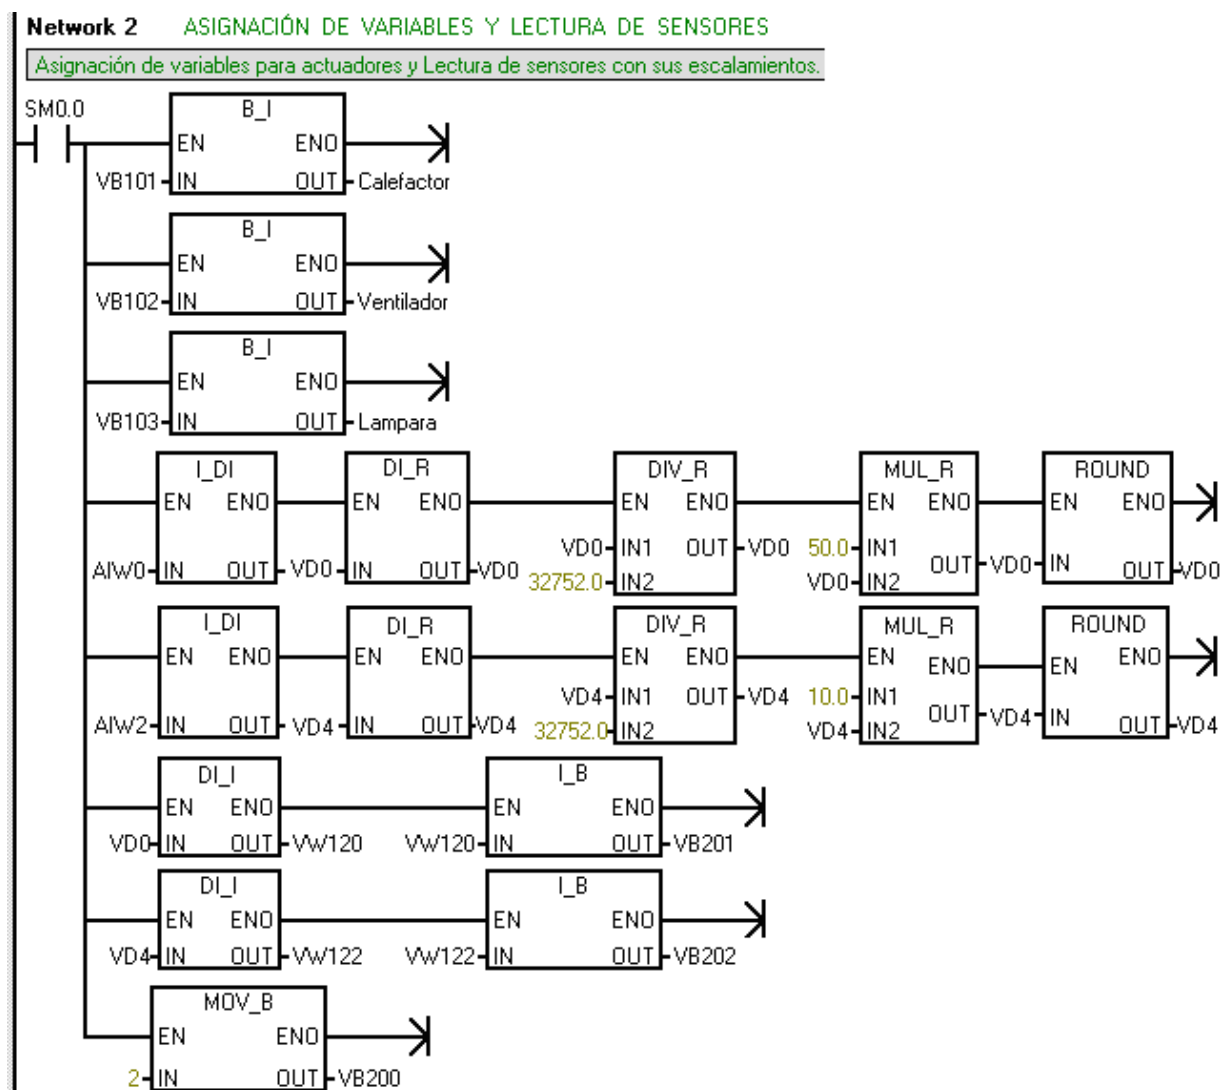 Network 2 ASIGNACIÓN DE VARIABLES Y LECTURA DE SENSORES
Asignación de variables para actuadores y Lectura de sensores con sus escalamientos.
SM0.0
B_I
EN ENO
VB101 IN OUT Calefactor
B_I
EN ENO
VB102 IN OUT Ventilador
B_I
EN ENO
VB103 IN OUT Lampara
I_DI DI_R DIV_R MUL_R ROUND
EN ENO EN ENO EN ENO EN ENO EN ENO
VD0 IN1 OUT VD0 50.0 IN1
AIW0 IN OUT VD0 IN OUT VD0 32752.0 IN2 VD0 IN2 OUT VD0 IN OUT VD0
I_DI DI_R DIV_R MUL_R ROUND
EN ENO EN ENO EN ENO EN ENO EN ENO
VD4 IN1 OUT VD4 10.0 IN1
AIW2 IN OUT VD4 IN OUT VD4 32752.0 IN2 VD4 IN2 OUT VD4 IN OUT VD4
DI_I I_B
EN ENO EN ENO
VD0 IN OUT VW120 VW120 IN OUT VB201
DI_I I_B
EN ENO EN ENO
VD4 IN OUT VW122 VW122 IN OUT VB202
MOV_B
EN ENO
2 IN OUT VB200